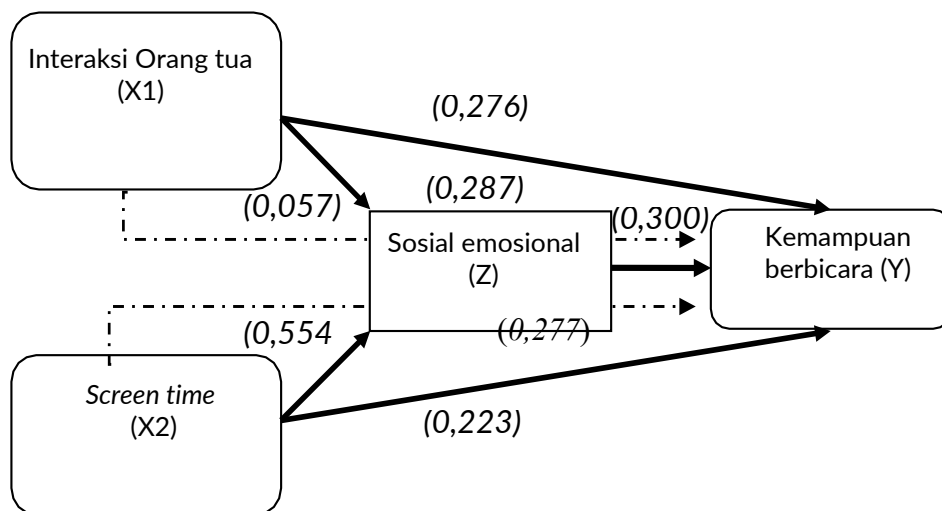 Interaksi Orang tua
(X1)
(0,276)
(0,057)
(0,287)
(0,300)
Sosial emosional
(Z)
Kemampuan
berbicara (Y)
(0,554
(0,277)
Screen time
(X2)
(0,223)